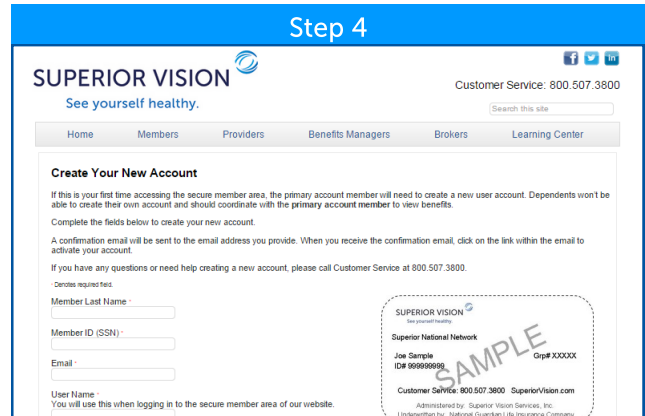 Step 4
SUPERIOR VISION
See yourself healthy.
f in
Customer Service: 800.507.3800
Search this site
Home Members Providers Benefits Managers Brokers Learning Center
Create Your New Account
If this is your first time accessing the secure member area, the primary account member will need to create a new user account. Dependents won't be
able to create their own account and should coordinate with the primary account member to view benefits.
Complete the fields below to create your new account.
A confirmation email will be sent to the email address you provide. When you receive the confirmation email, click on the link within the email to
activate your account.
If you have any questions or need help creating a new account, please call Customer Service at 800.507.3800.
* Denotes required field.
Member Last Name *
Member ID (SSN) *
Email *
User Name *
You will use this when logging in to the secure member area of our website.
SUPERIOR VISION
See yourself healthy.
Superior National Network
Joe Sample Grp# XXXXX
ID# 999999999
SAMPLE
Customer Service: 800.507.3800 SuperiorVision.com
Administered by: Superior Vision Services, Inc.
Underwritten by: National Guardian Life Insurance Company